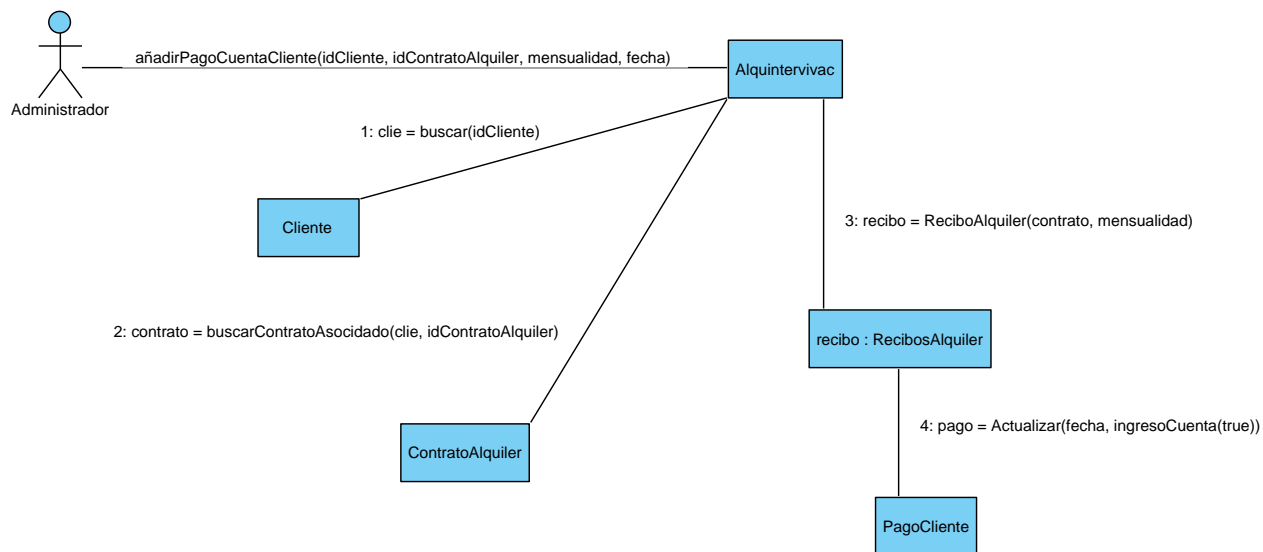 añadirPagoCuentaCliente(idCliente, idContratoAlquiler, mensualidad, fecha)
Alquintervivac
Administrador
1: clie = buscar(idCliente)
Cliente
3: recibo = ReciboAlquiler(contrato, mensualidad)
2: contrato = buscarContratoAsocidado(clie, idContratoAlquiler)
recibo : RecibosAlquiler
4: pago = Actualizar(fecha, ingresoCuenta(true))
ContratoAlquiler
PagoCliente